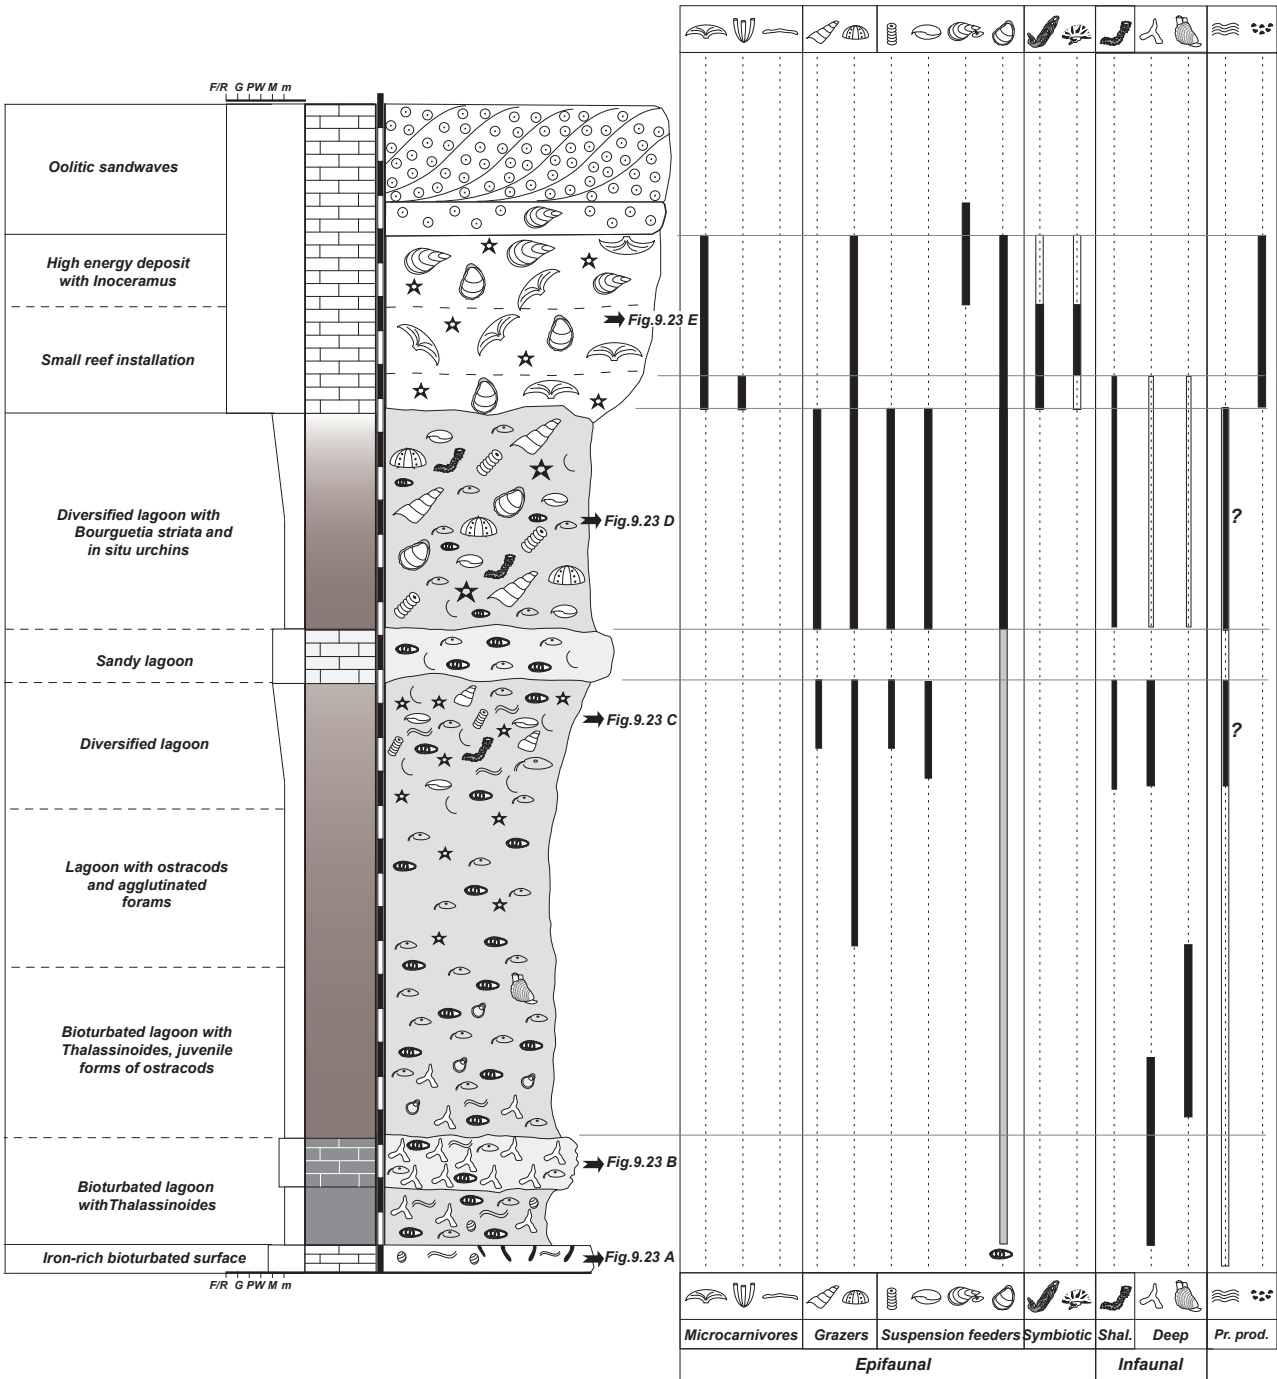 F/R G PW M m
Oolitic sandwaves
High energy deposit
with Inoceramus
Fig.9.23 E
Small reef installation
Diversified lagoon with
Bourguetia striata and
in situ urchins
Fig.9.23 D
?
Sandy lagoon
Fig.9.23 C
Diversified lagoon
?
Lagoon with ostracods
and agglutinated
forams
Bioturbated lagoon with
Thalassinoides, juvenile
forms of ostracods
Fig.9.23 B
Bioturbated lagoon
withThalassinoides
Iron-rich bioturbated surface
Fig.9.23 A
F/R G PW M m
Microcarnivores Grazers Suspension feeders Symbiotic Shal. Deep Pr. prod.
Epifaunal Infaunal